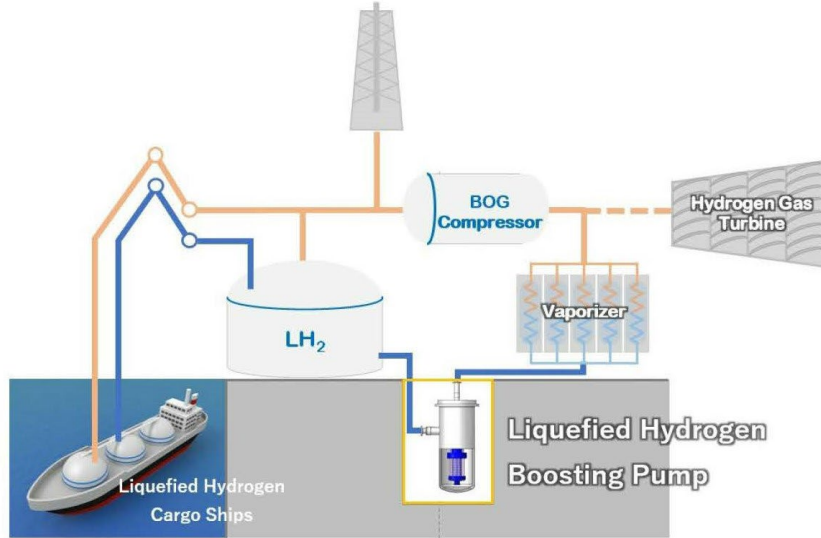 BOG
Compressor
Hydrogen Gas
Turbine
Vaporizer
LH₂
Liquefied Hydrogen
Boosting Pump
Liquefied Hydrogen
Cargo Ships